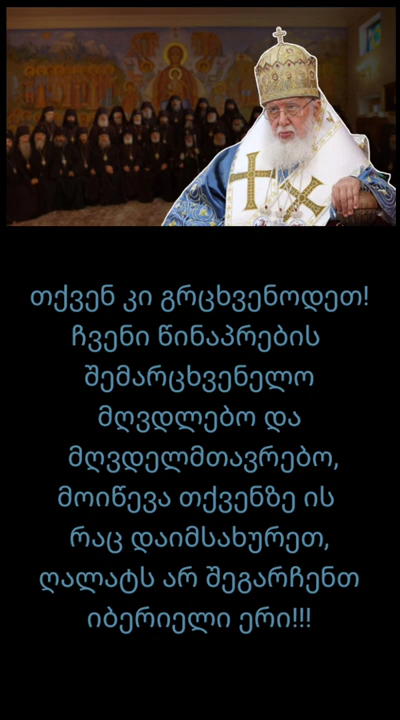 თქვენ კი გრცხვენოდეთ!
ჩვენი წინაპრების
შემარცხვენელო
მღვდლებო და
მღვდელმთავრებო,
მოიწევა თქვენზე ის
რაც დაიმსახურეთ,
ღალატს არ შეგარჩენთ
იბერიელი ერი!!!